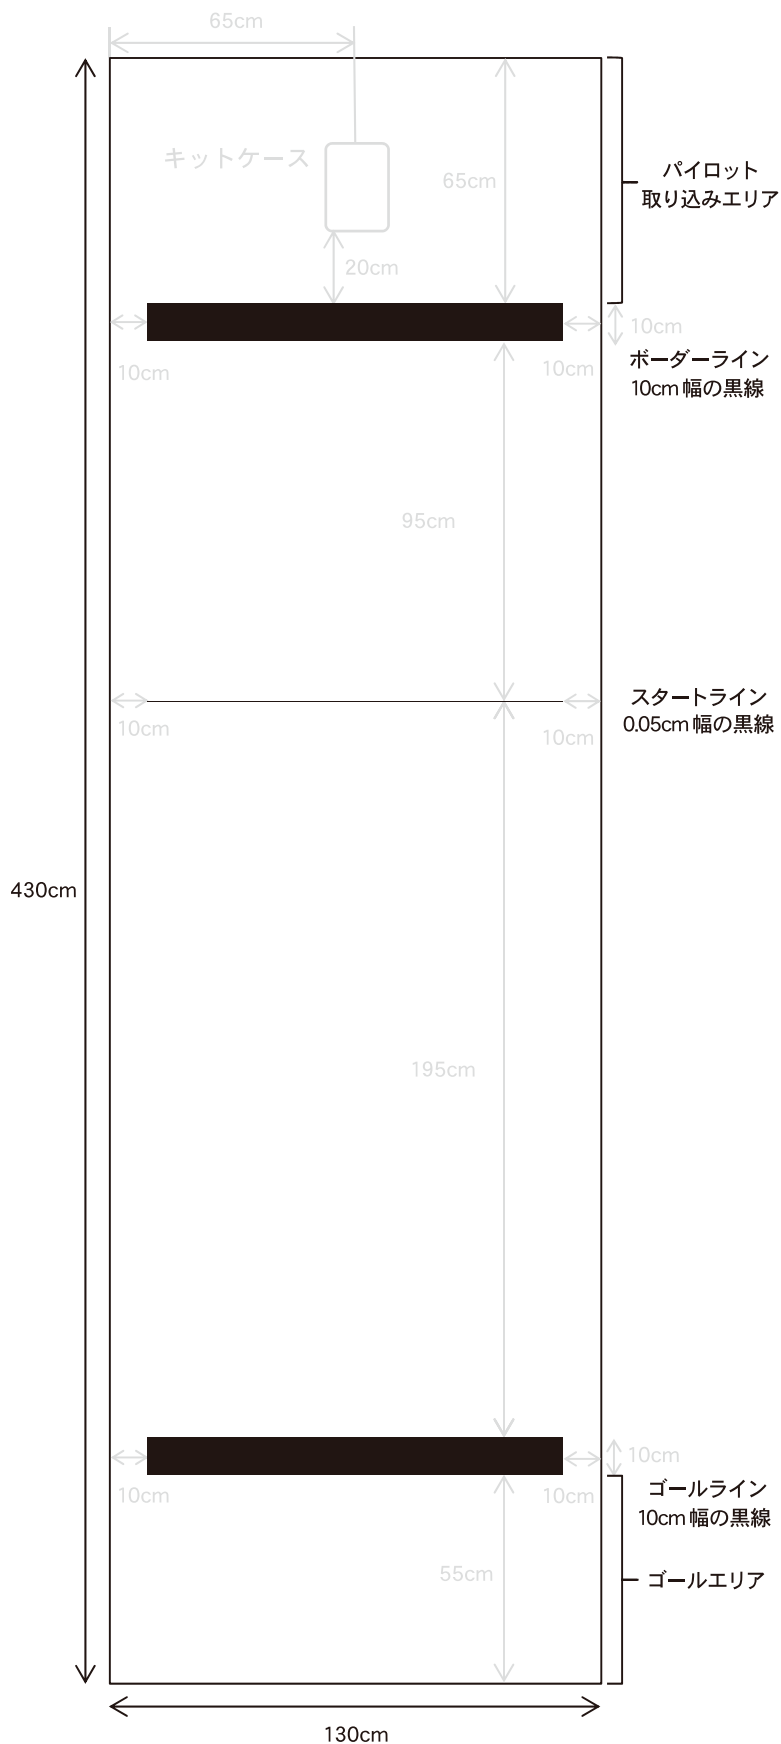 65cm
キットケース
65cm
パイロット
取り込みエリア
20cm
10cm
10cm
10cm
ボーダーライン
10cm 幅の黒線
95cm
スタートライン
0.05cm 幅の黒線
10cm
10cm
430cm
195cm
10cm
10cm
10cm
ゴールライン
10cm 幅の黒線
55cm
ゴールエリア
130cm